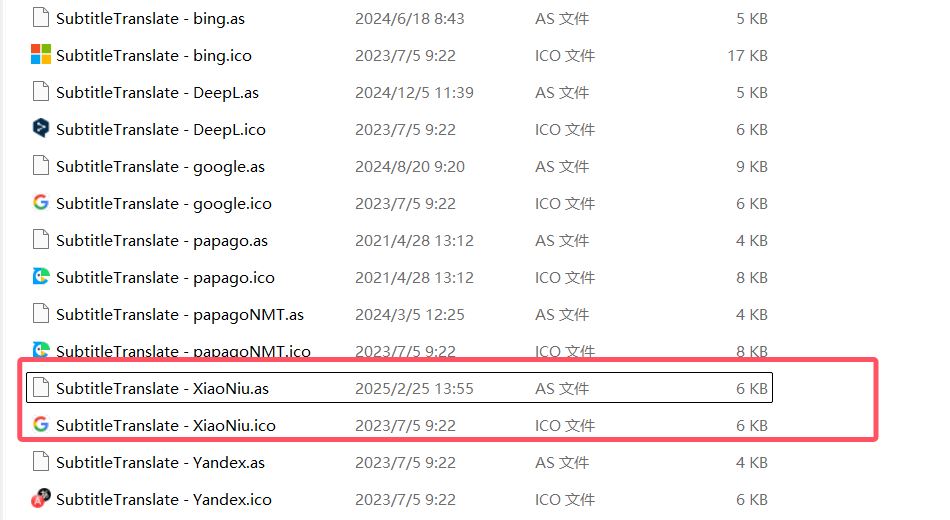 SubtitleTranslate - bing.as 2024/6/18 8:43 AS 文件 5 KB
SubtitleTranslate - bing.ico 2023/7/5 9:22 ICO 文件 17 KB
SubtitleTranslate - DeepL.as 2024/12/5 11:39 AS 文件 5 KB
SubtitleTranslate - DeepL.ico 2023/7/5 9:22 ICO 文件 6 KB
SubtitleTranslate - google.as 2024/8/20 9:20 AS 文件 9 KB
SubtitleTranslate - google.ico 2023/7/5 9:22 ICO 文件 6 KB
SubtitleTranslate - papago.as 2021/4/28 13:12 AS 文件 4 KB
SubtitleTranslate - papago.ico 2021/4/28 13:12 ICO 文件 8 KB
SubtitleTranslate - papagoNMT.as 2024/3/5 12:25 AS 文件 4 KB
SubtitleTranslate - papagoNMT.ico 2023/7/5 9:22 ICO 文件 8 KB
SubtitleTranslate - XiaoNiu.as 2025/2/25 13:55 AS 文件 6 KB
SubtitleTranslate - XiaoNiu.ico 2023/7/5 9:22 ICO 文件 6 KB
SubtitleTranslate - Yandex.as 2023/7/5 9:22 AS 文件 4 KB
SubtitleTranslate - Yandex.ico 2023/7/5 9:22 ICO 文件 6 KB